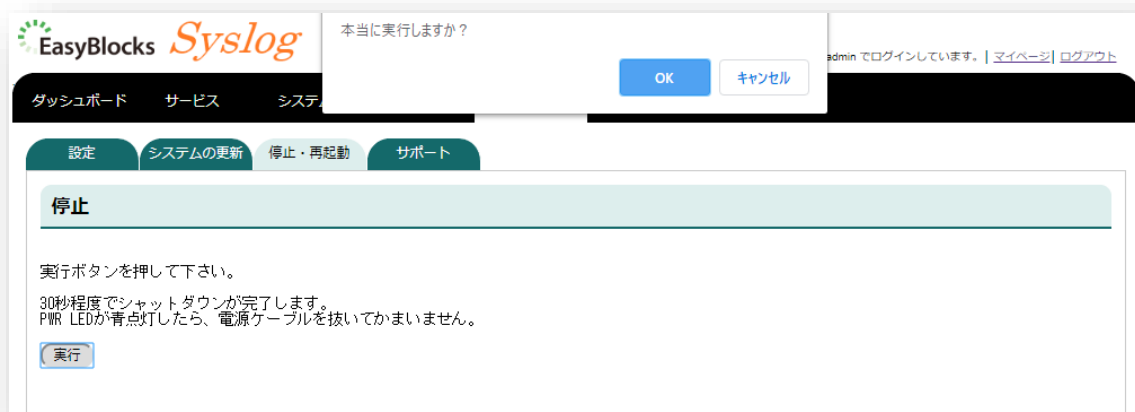 EasyBlocks Syslog
本当に実行しますか？
OK キャンセル
admin でログインしています。| マイページ| ログアウト
ダッシュボード サービス システ
設定 システムの更新 停止・再起動 サポート
停止
実行ボタンを押して下さい。
30秒程度でシャットダウンが完了します。
PWR LEDが青点灯したら、電源ケーブルを抜いてかまいません。
実行